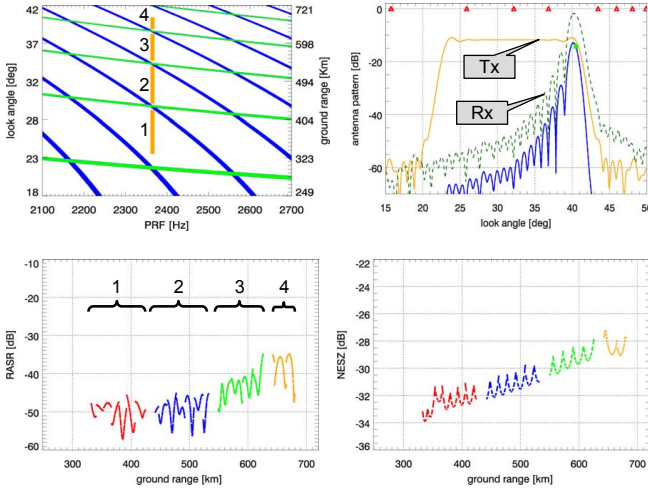 42
37
32
28
23
18
look angle [deg]
4
3
2
1
721
598
494
404
323
249
ground range [Km]
2100 2200 2300 2400 2500 2600 2700
PRF [Hz]
0
-20
-40
-60
antenna pattern [dB]
Tx
Rx
15 20 25 30 35 40 45 50
look angle [deg]
-10
-20
-30
-40
-50
-60
RASR [dB]
1 2 3 4
300 400 500 600 700
ground range [km]
-22
-24
-26
-28
-30
-32
-34
-36
NESZ [dB]
300 400 500 600 700
ground range [km]